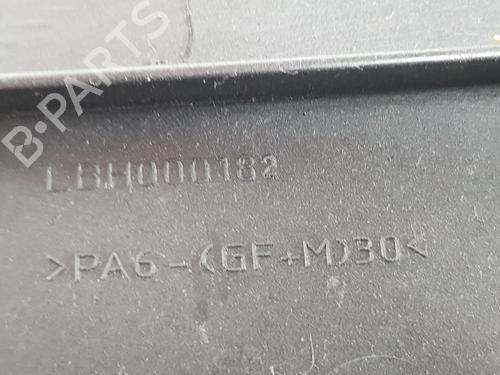 B-PARTS
LBH000182
>PA6-(GF+M)30<